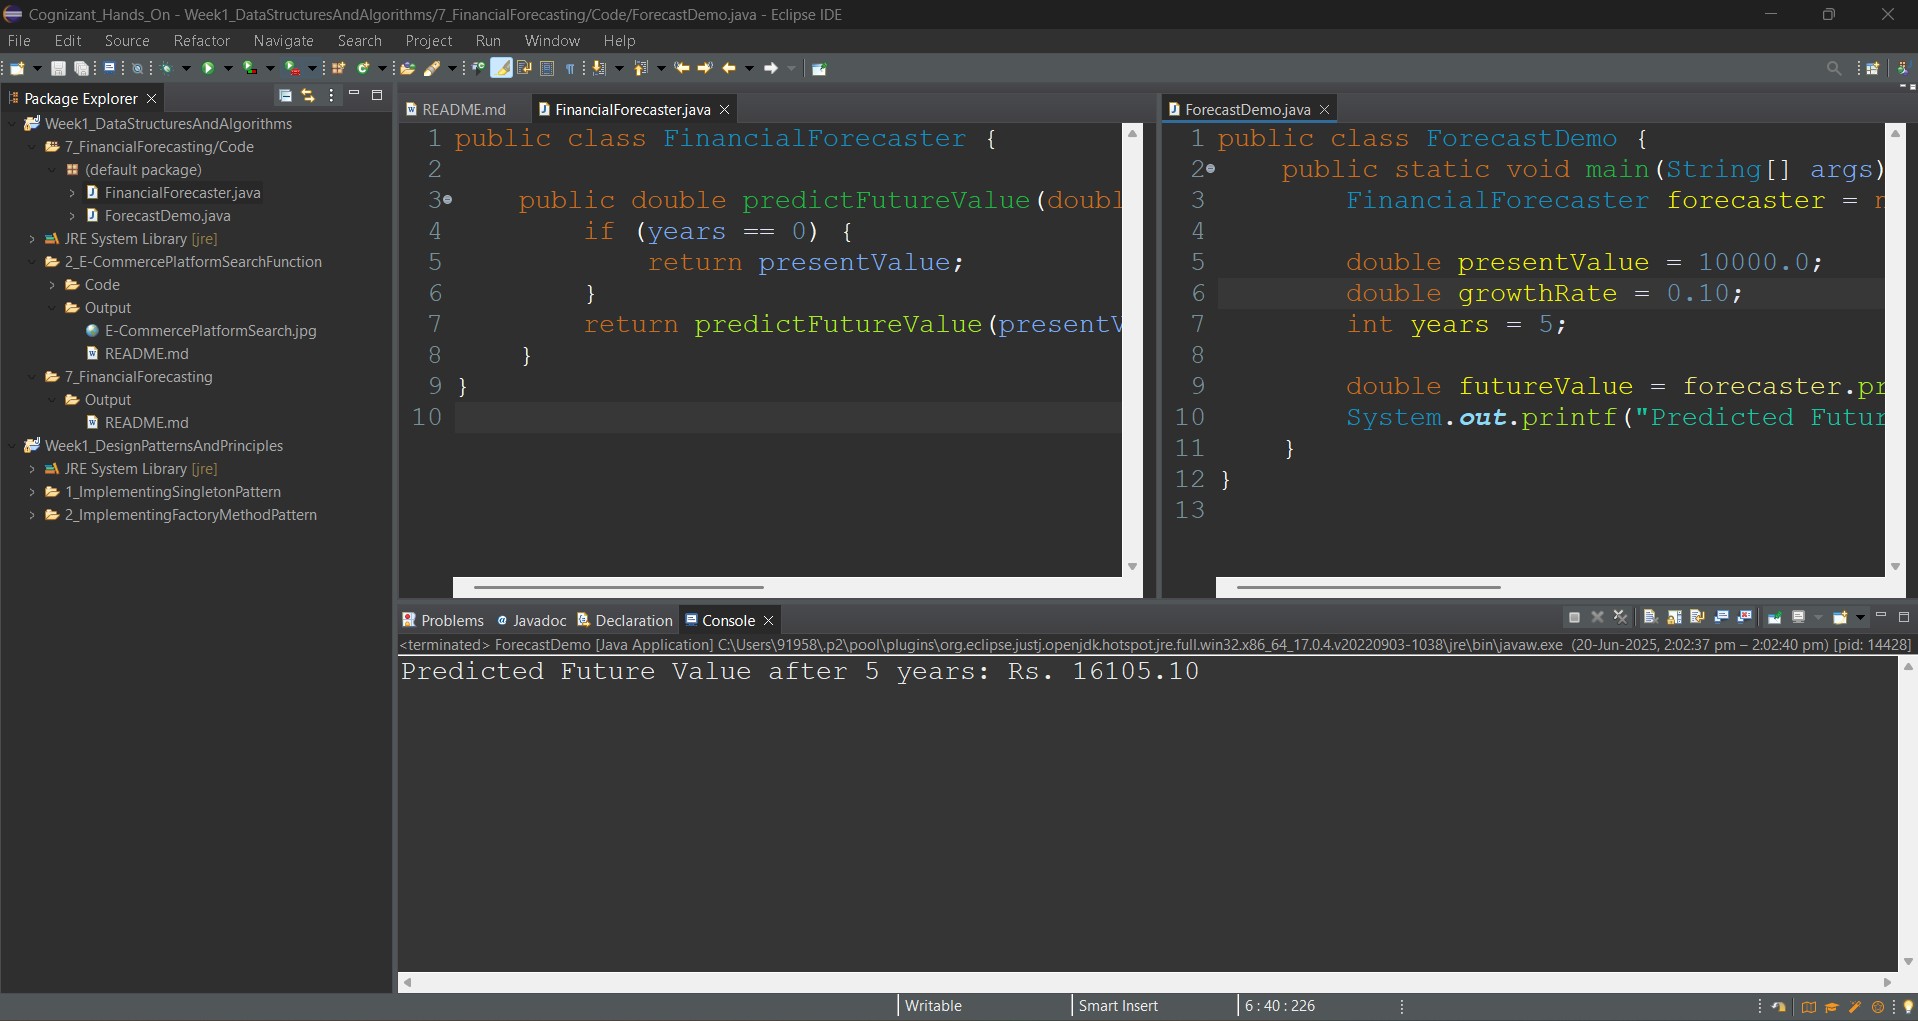 Cognizant_Hands_On - Week1_DataStructuresAndAlgorithms/7_FinancialForecasting/Code/ForecastDemo.java - Eclipse IDE
File Edit Source Refactor Navigate Search Project Run Window Help
Package Explorer
Week1_DataStructuresAndAlgorithms
7_FinancialForecasting/Code
(default package)
FinancialForecaster.java
ForecastDemo.java
JRE System Library [jre]
2_E-CommercePlatformSearchFunction
Code
Output
E-CommercePlatformSearch.jpg
README.md
7_FinancialForecasting
Output
README.md
Week1_DesignPatternsAndPrinciples
JRE System Library [jre]
1_ImplementingSingletonPattern
2_ImplementingFactoryMethodPattern
README.md FinancialForecaster.java
1 public class FinancialForecaster {
2
3 public double predictFutureValue(doubl
4 if (years == 0) {
5 return presentValue;
6 }
7 return predictFutureValue(presentV
8 }
9 }
10
ForecastDemo.java
1 public class ForecastDemo {
2 public static void main(String[] args)
3 FinancialForecaster forecaster = n
4
5 double presentValue = 10000.0;
6 double growthRate = 0.10;
7 int years = 5;
8
9 double futureValue = forecaster.pr
10 System.out.printf("Predicted Futur
11 }
12 }
13
Problems Javadoc Declaration Console
<terminated> ForecastDemo [Java Application] C:\Users\91958\.p2\pool\plugins\org.eclipse.justj.openjdk.hotspot.jre.full.win32.x86_64_17.0.4.v20220903-1038\jre\bin\javaw.exe (20-Jun-2025, 2:02:37 pm – 2:02:40 pm) [pid: 14428]
Predicted Future Value after 5 years: Rs. 16105.10
Writable Smart Insert 6 : 40 : 226